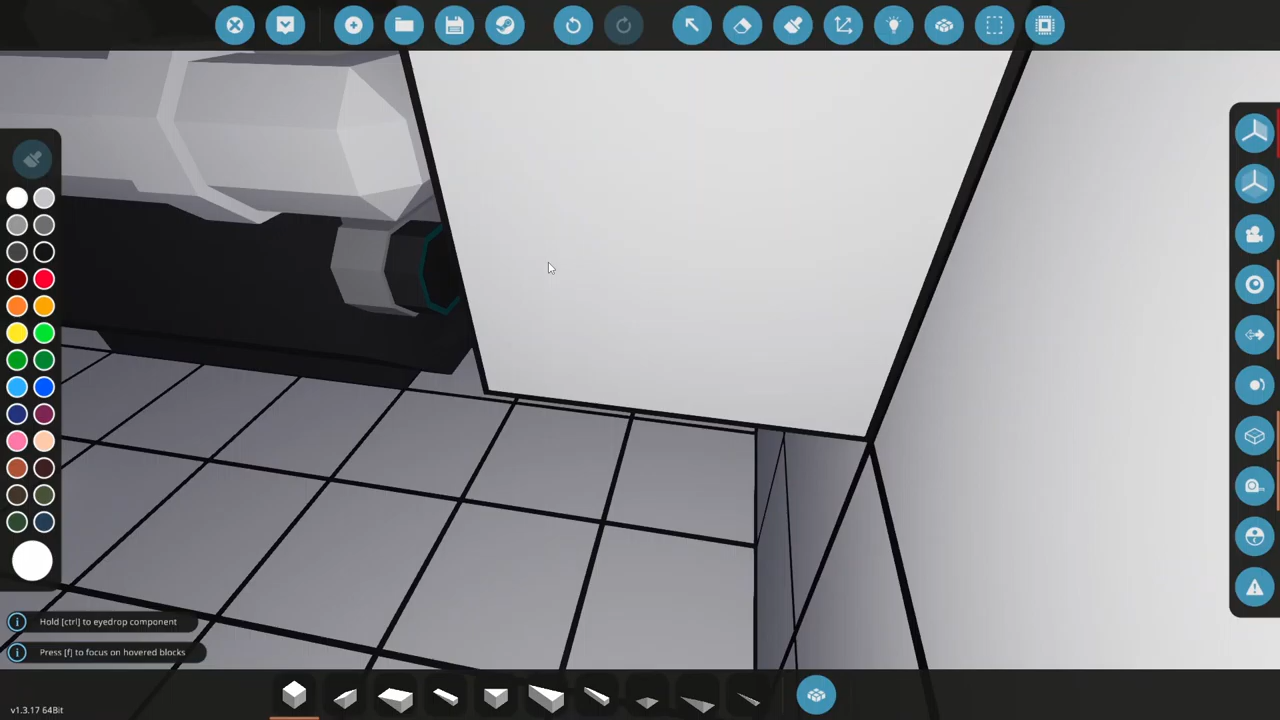 Hold [ctrl] to eyedrop component
Press [f] to focus on hovered blocks
v1.3.17 64Bit